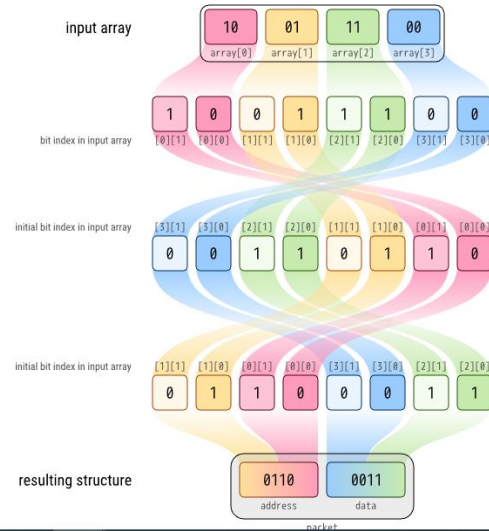 input array
10 01 11 00
array[0] array[1] array[2] array[3]
1 0 0 1 1 1 0 0
bit index in input array
[0][1] [0][0] [1][1] [1][0] [2][1] [2][0] [3][1] [3][0]
initial bit index in input array
[3][1] [3][0] [2][1] [2][0] [1][1] [1][0] [0][1] [0][0]
0 0 1 1 0 1 1 0
initial bit index in input array
[1][1] [1][0] [0][1] [0][0] [3][1] [3][0] [2][1] [2][0]
0 1 1 0 0 0 1 1
resulting structure
0110 0011
address data
packet